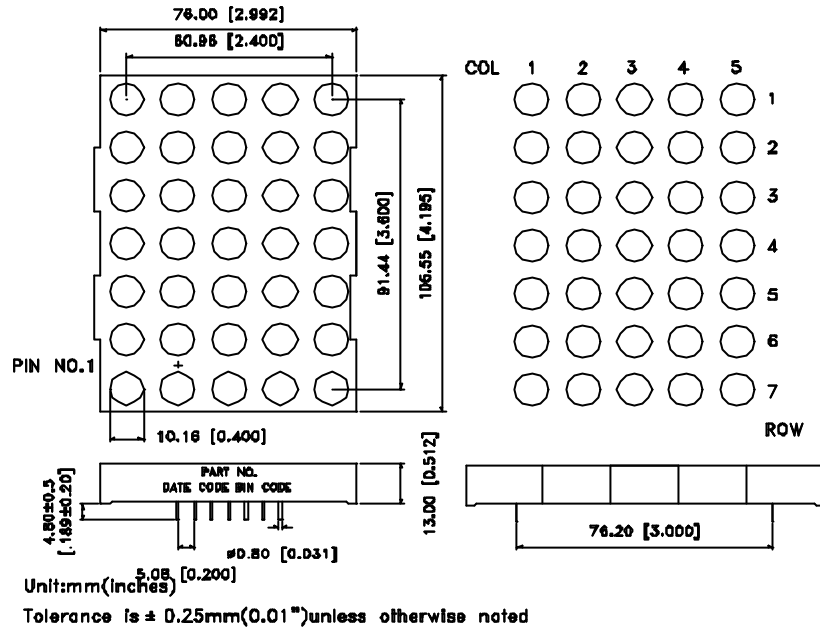 76.00 [2.992]
60.96 [2.400]
91.44 [3.600]
106.55 [4.195]
PIN NO.1
10.16 [0.400]
COL 1 2 3 4 5
1
2
3
4
5
6
7
ROW
PART NO.
DATE CODE BIN CODE
4.80±0.5
[.189±0.20]
ø0.80 [0.031]
5.08 [0.200]
13.00 [0.512]
76.20 [3.000]
Unit:mm(inches)
Tolerance is ± 0.25mm(0.01")unless otherwise noted